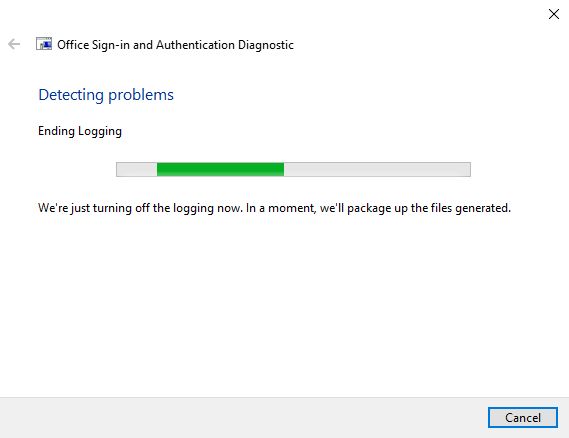 Office Sign-in and Authentication Diagnostic
Detecting problems
Ending Logging
We're just turning off the logging now. In a moment, we'll package up the files generated.
Cancel